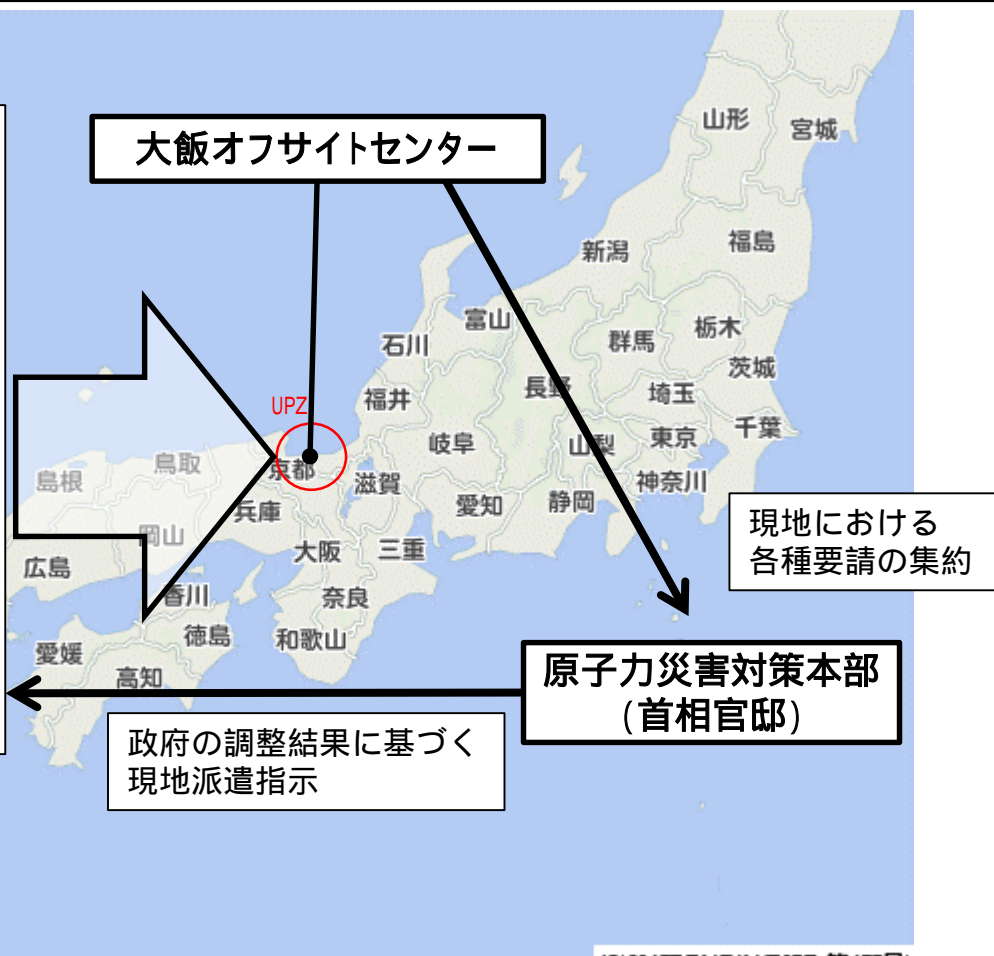 大飯オフサイトセンター
山形
宮城
新潟
福島
富山
石川
群馬
栃木
茨城
福井
長野
埼玉
UPZ
岐阜
山梨
東京
千葉
島根
鳥取
京都
滋賀
神奈川
兵庫
愛知
静岡
岡山
大阪
三重
広島
香川
奈良
徳島
和歌山
愛媛
高知
現地における
各種要請の集約
原子力災害対策本部
(首相官邸)
政府の調整結果に基づく
現地派遣指示